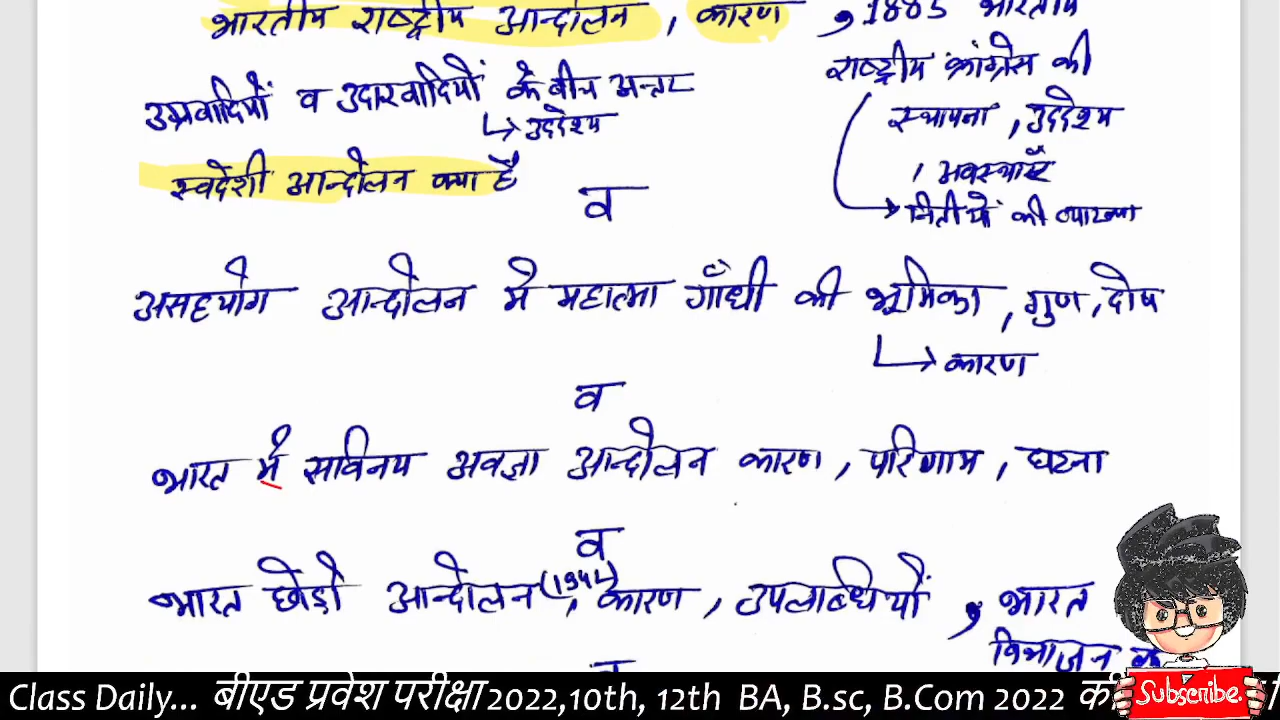 भारतीय राष्ट्रीय आन्दोलन , कारण , 1885 भारतीय
राष्ट्रीय कांग्रेस की
उग्रवादियों व उदारवादियों के बीच अन्तर
स्थापना , उद्देश्य
↳ उद्देश्य
, अवस्थाएँ
स्वदेशी आन्दोलन क्या है
नितीयों की व्याख्या
व
असहयोग आन्दोलन मे महात्मा गाँधी की भूमिका , गुण , दोष
↳ कारण
व
भारत में सविनय अवज्ञा आन्दोलन कारण , परिणाम , घटना
व
भारत छोड़ो आन्दोलन (1942) , कारण , उपलब्धियाँ , भारत
विभाजन
व
Class Daily... बीएड प्रवेश परीक्षा 2022,10th, 12th BA, B.sc, B.Com 2022 की
Subscribe.